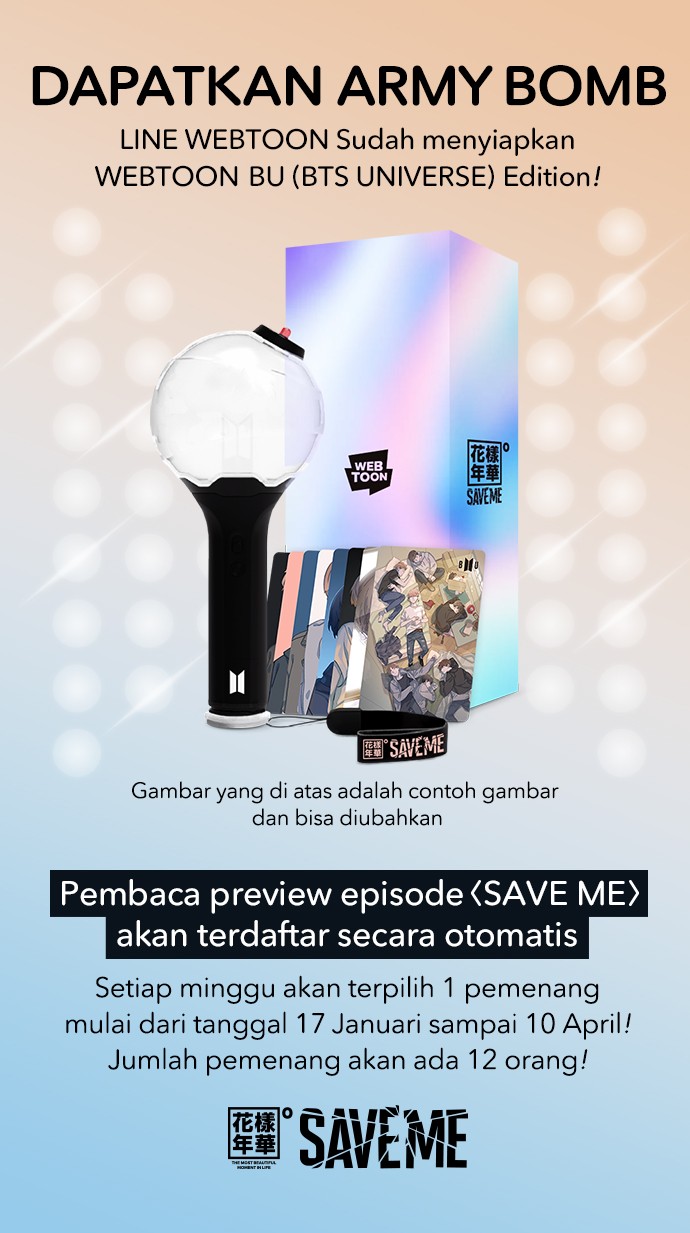 DAPATKAN ARMY BOMB
LINE WEBTOON Sudah menyiapkan
WEBTOON BU (BTS UNIVERSE) Edition!
WEB
TOON
花樣
年華
SAVE ME
B U
花樣
年華
SAVE ME
Gambar yang di atas adalah contoh gambar
dan bisa diubahkan
Pembaca preview episode〈SAVE ME〉
akan terdaftar secara otomatis
Setiap minggu akan terpilih 1 pemenang
mulai dari tanggal 17 Januari sampai 10 April!
Jumlah pemenang akan ada 12 orang!
花樣
年華
THE MOST BEAUTIFUL
MOMENT IN LIFE
SAVE ME